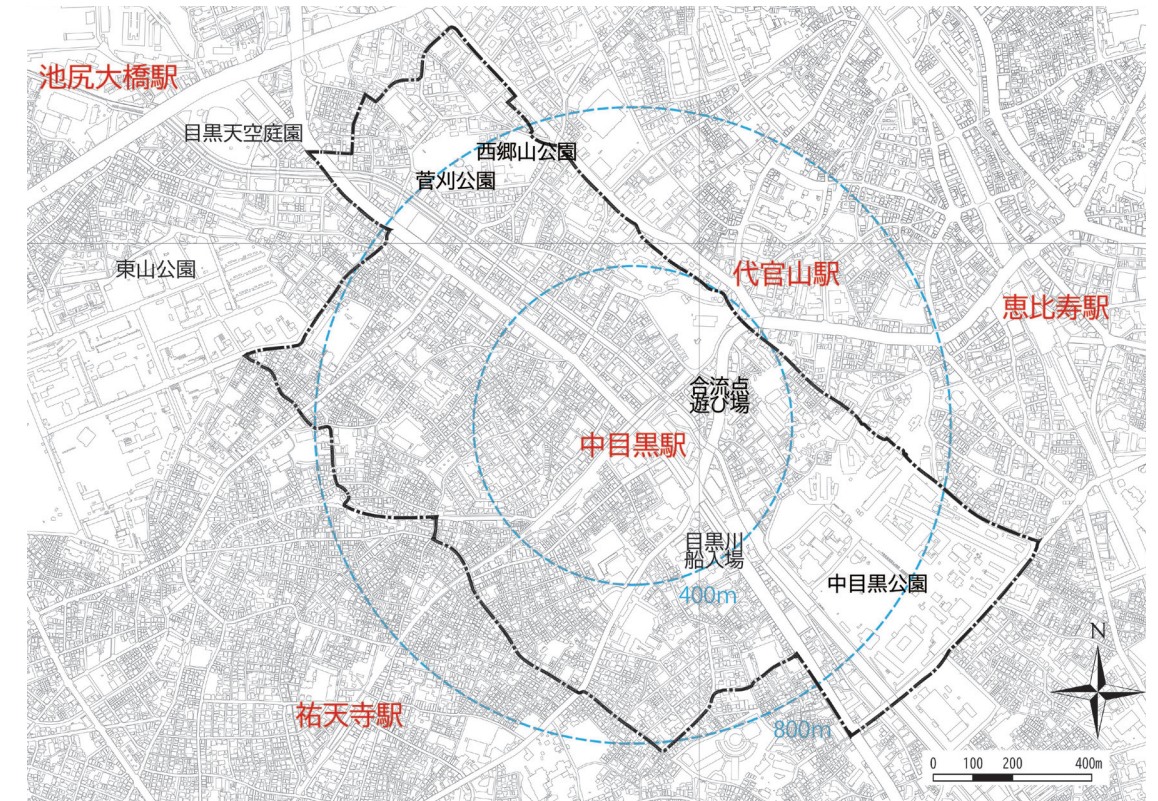 池尻大橋駅
目黒天空庭園
西郷山公園
菅刈公園
東山公園
代官山駅
恵比寿駅
合流点
遊び場
中目黒駅
目黒川
船入場
中目黒公園
400m
祐天寺駅
800m
N
0 100 200 400m